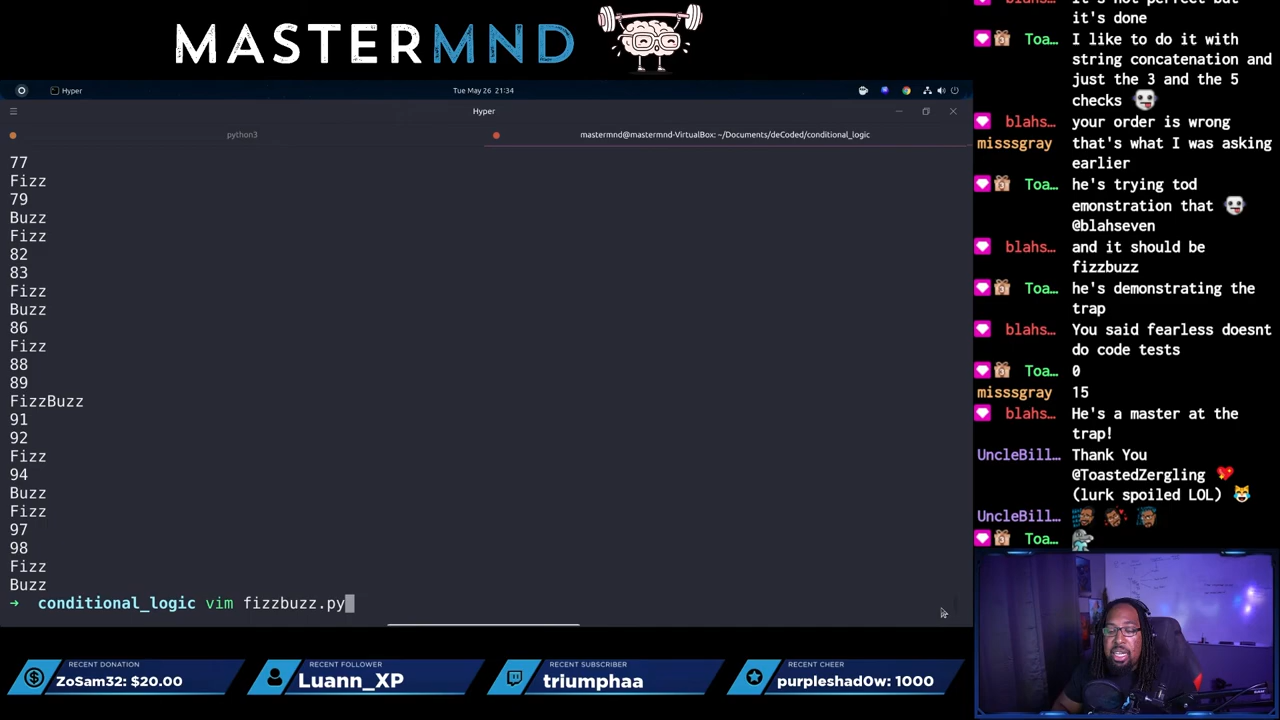 MASTERMND
Hyper
Tue May 26 21:34
Hyper
python3
mastermnd@mastermnd-VirtualBox: ~/Documents/deCoded/conditional_logic
77
Fizz
79
Buzz
Fizz
82
83
Fizz
Buzz
86
Fizz
88
89
FizzBuzz
91
92
Fizz
94
Buzz
Fizz
97
98
Fizz
Buzz
→ conditional_logic vim fizzbuzz.py
it's done
Toa… I like to do it with
string concatenation and
just the 3 and the 5
checks
blahs… your order is wrong
misssgray that's what I was asking
earlier
Toa… he's trying tod
emonstration that
@blahseven
blahs… and it should be
fizzbuzz
Toa… he's demonstrating the
trap
blahs… You said fearless doesnt
do code tests
Toa… 0
misssgray 15
blahs… He's a master at the
trap!
UncleBill… Thank You
@ToastedZergling
(lurk spoiled LOL)
UncleBill…
Toa…
RECENT DONATION
ZoSam32: $20.00
RECENT FOLLOWER
Luann_XP
RECENT SUBSCRIBER
triumphaa
RECENT CHEER
purpleshad0w: 1000